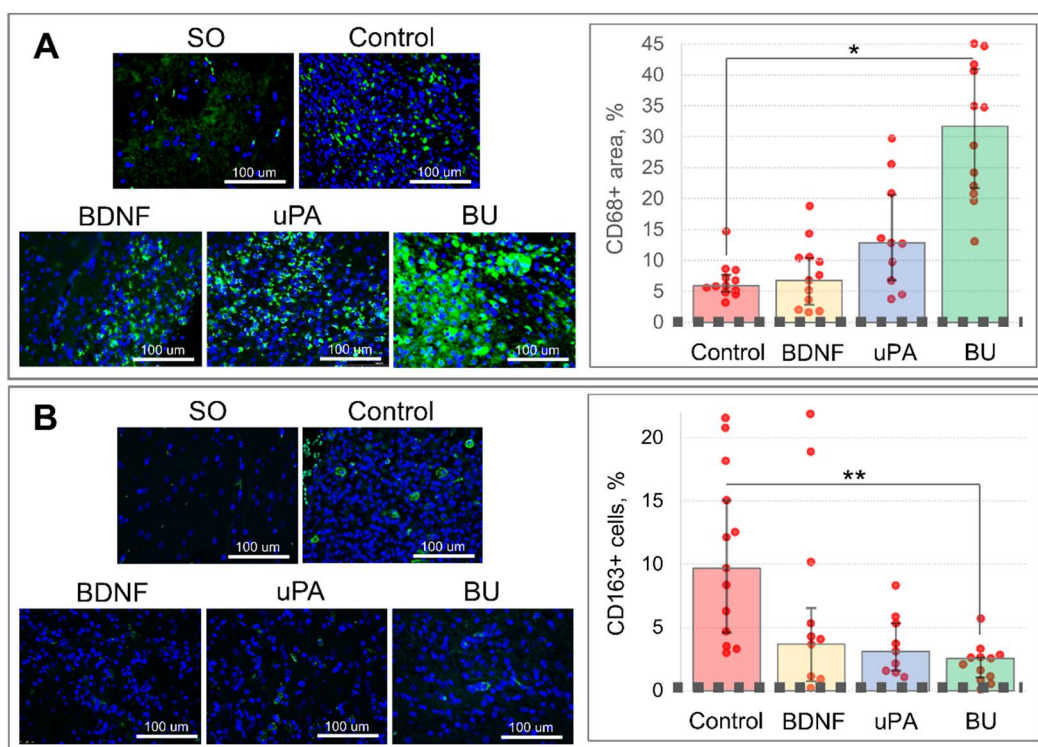 A
SO
Control
100 um
100 um
BDNF
uPA
BU
100 um
100 um
100 um
CD68+ area, %
45
40
35
30
25
20
15
10
5
0
*
Control
BDNF
uPA
BU
B
SO
Control
100 um
100 um
BDNF
uPA
BU
100 um
100 um
100 um
CD163+ cells, %
20
15
10
5
0
**
Control
BDNF
uPA
BU